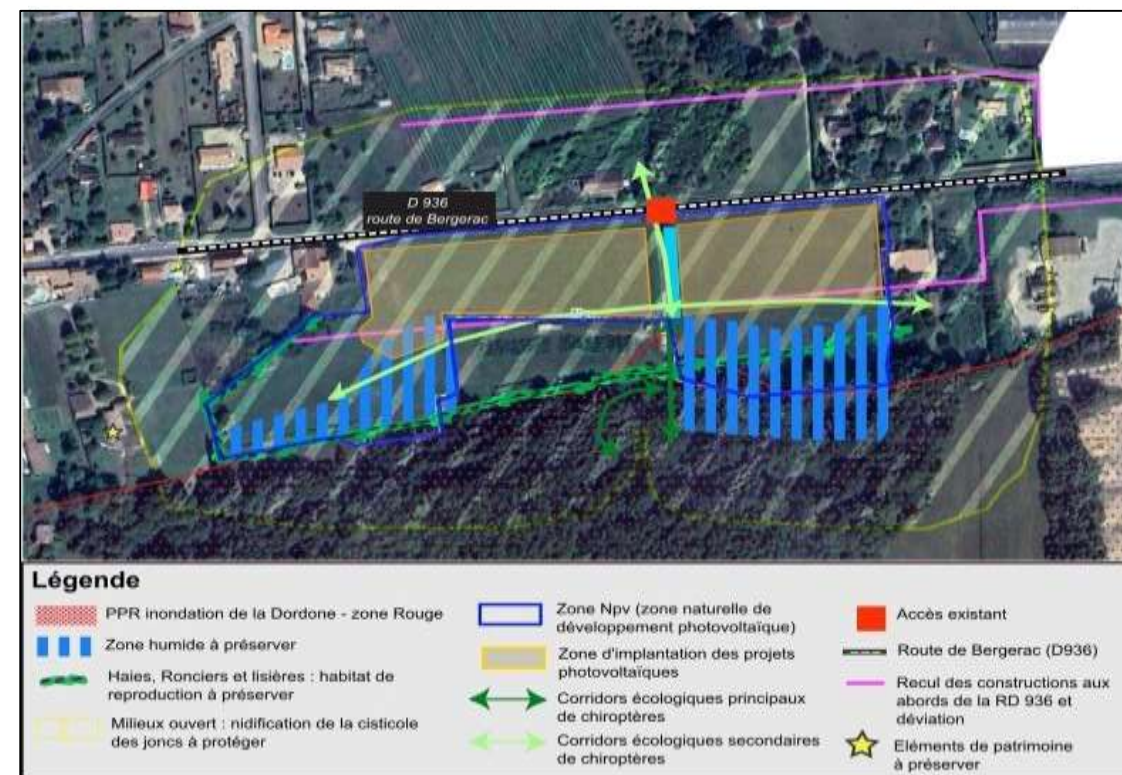 D 936
route de Bergerac
Légende
PPR inondation de la Dordone - zone Rouge
Zone humide à préserver
Haies, Ronciers et lisières : habitat de
reproduction à préserver
Milieux ouvert : nidification de la cisticole
des joncs à protéger
Zone Npv (zone naturelle de
développement photovoltaïque)
Zone d'implantation des projets
photovoltaïques
Corridors écologiques principaux
de chiroptères
Corridors écologiques secondaires
de chiroptères
Accès existant
Route de Bergerac (D936)
Recul des constructions aux
abords de la RD 936 et
déviation
Eléments de patrimoine
à préserver